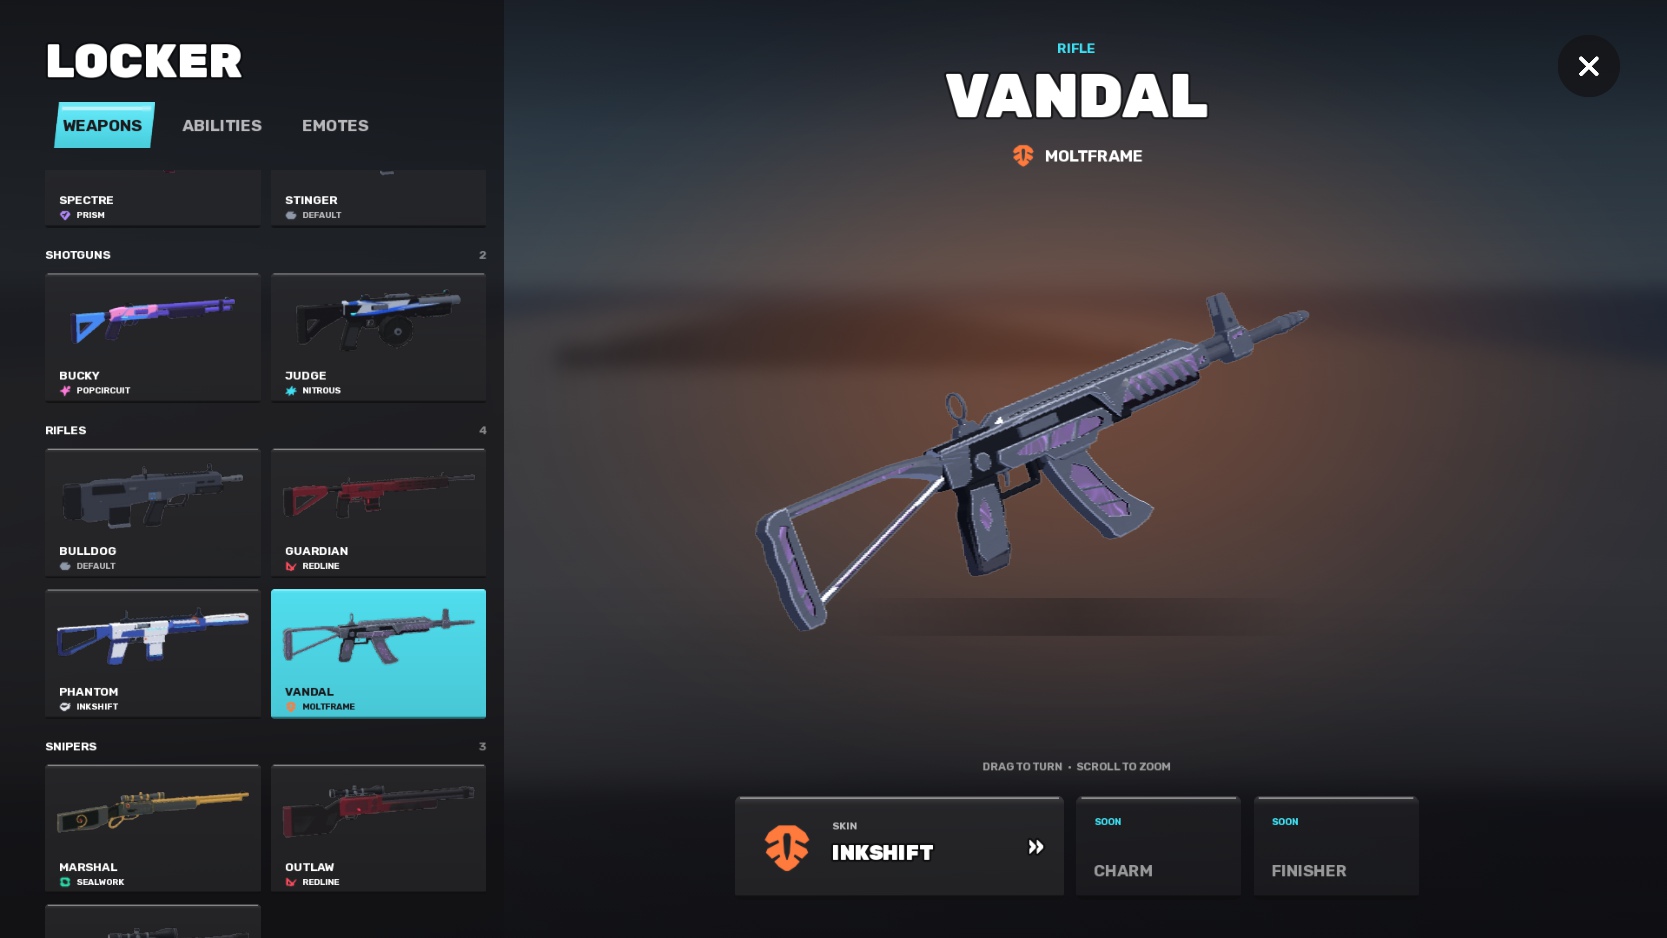 LOCKER
WEAPONS
ABILITIES
EMOTES
SPECTRE
PRISM
STINGER
DEFAULT
SHOTGUNS
2
BUCKY
POPCIRCUIT
JUDGE
NITROUS
RIFLES
4
BULLDOG
DEFAULT
GUARDIAN
REDLINE
PHANTOM
INKSHIFT
VANDAL
MOLTFRAME
SNIPERS
3
MARSHAL
SEALWORK
OUTLAW
REDLINE
RIFLE
VANDAL
MOLTFRAME
DRAG TO TURN • SCROLL TO ZOOM
SKIN
INKSHIFT
SOON
CHARM
SOON
FINISHER